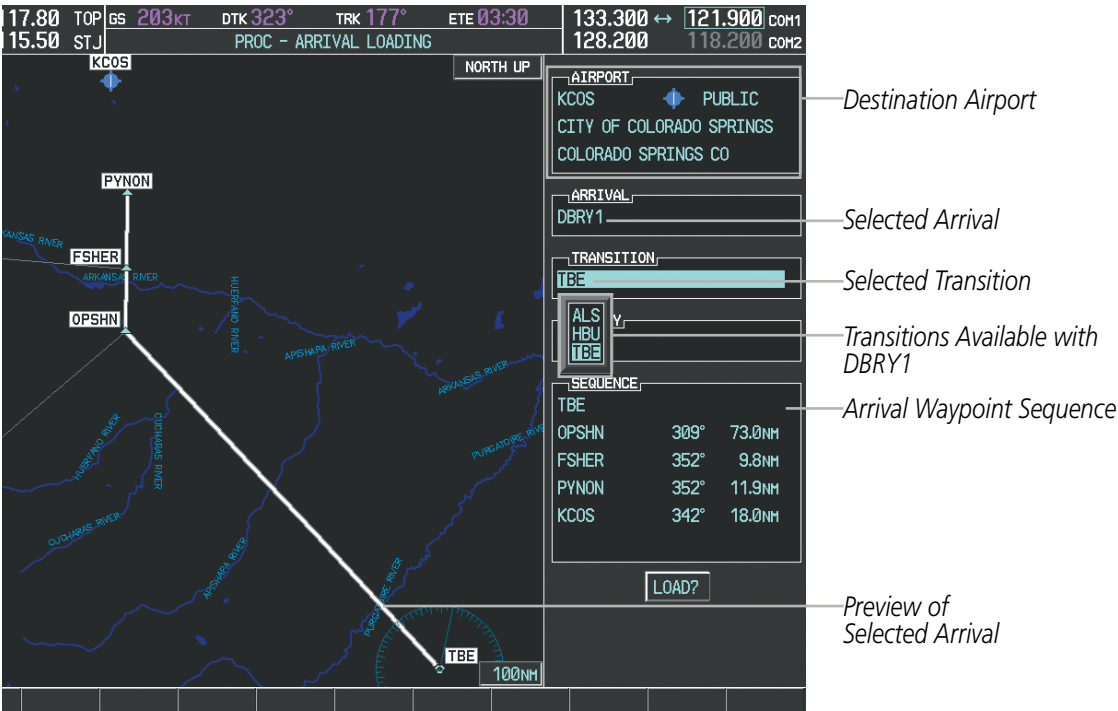 17.80 TOP GS 203KT DTK 323° TRK 177° ETE 03:30 133.300 ↔ 121.900 COM1
15.50 STJ PROC - ARRIVAL LOADING 128.200 118.200 COM2
KCOS
NORTH UP
PYNON
FSHER
OPSHN
KANSAS RIVER
ARKANSAS RIVER
HUERFANO RIVER
APISHAPA RIVER
ARKANSAS RIVER
PURGATOIRE RIVE
HUERFANO RIVER
CUCHARAS RIVER
CUCHARAS RIVER
APISHAPA RIVER
PURGATOIRE RIVER
TBE
100NM
AIRPORT
KCOS PUBLIC
CITY OF COLORADO SPRINGS
COLORADO SPRINGS CO
ARRIVAL
DBRY1
TRANSITION
TBE
ALS
HBU
TBE
Y
SEQUENCE
TBE
OPSHN 309° 73.0NM
FSHER 352° 9.8NM
PYNON 352° 11.9NM
KCOS 342° 18.0NM
LOAD?
Destination Airport
Selected Arrival
Selected Transition
Transitions Available with
DBRY1
Arrival Waypoint Sequence
Preview of
Selected Arrival